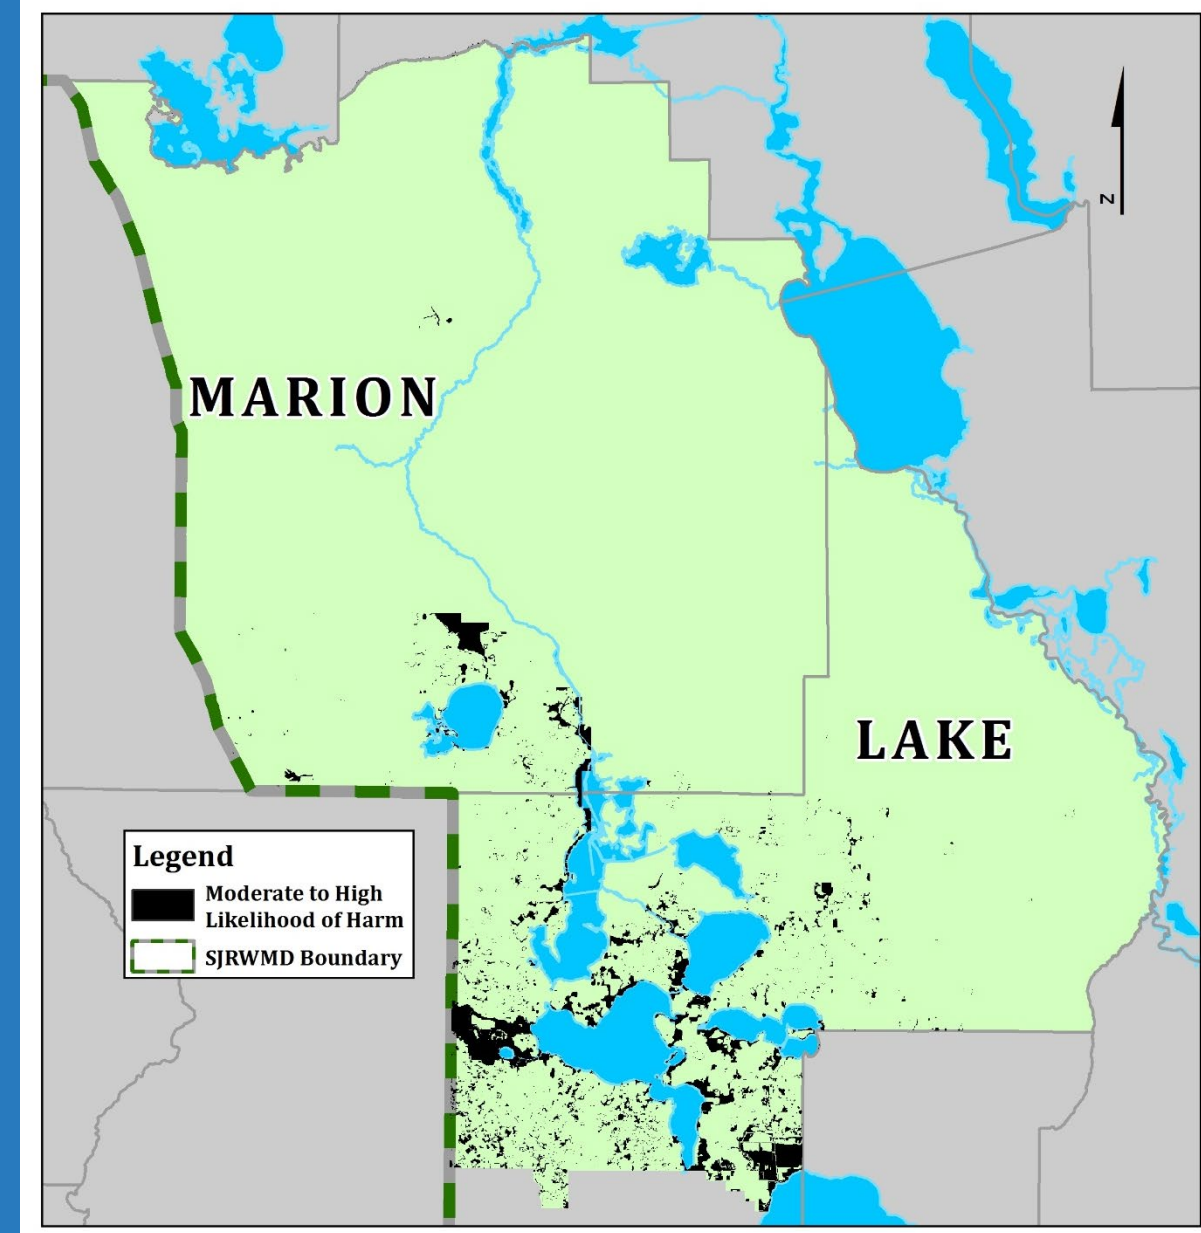 N
MARION
LAKE
Legend
Moderate to High
Likelihood of Harm
SJRWMD Boundary